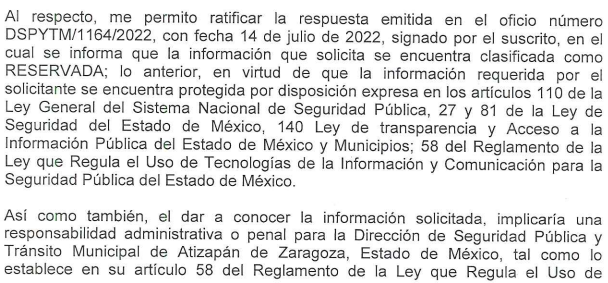 Al respecto, me permito ratificar la respuesta emitida en el oficio número
DSPYTM/1164/2022, con fecha 14 de julio de 2022, signado por el suscrito, en el
cual se informa que la información que solicita se encuentra clasificada como
RESERVADA; lo anterior, en virtud de que la información requerida por el
solicitante se encuentra protegida por disposición expresa en los artículos 110 de la
Ley General del Sistema Nacional de Seguridad Pública, 27 y 81 de la Ley de
Seguridad del Estado de México, 140 Ley de transparencia y Acceso a la
Información Pública del Estado de México y Municipios; 58 del Reglamento de la
Ley que Regula el Uso de Tecnologías de la Información y Comunicación para la
Seguridad Pública del Estado de México.
Así como también, el dar a conocer la información solicitada, implicaría una
responsabilidad administrativa o penal para la Dirección de Seguridad Pública y
Tránsito Municipal de Atizapán de Zaragoza, Estado de México, tal como lo
establece en su artículo 58 del Reglamento de la Ley que Regula el Uso de